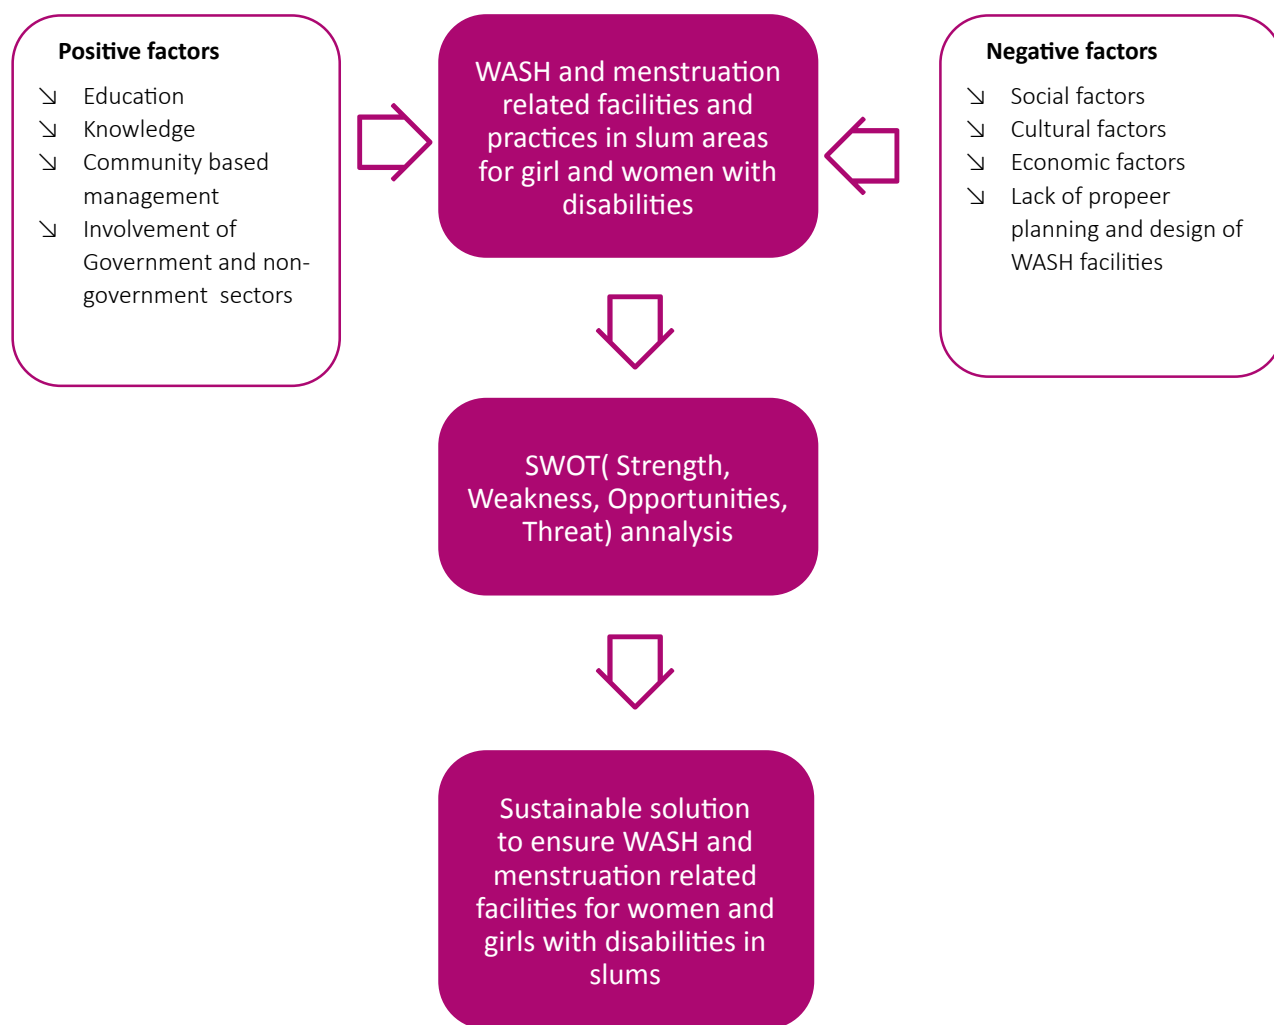 Positive factors
↘ Education
↘ Knowledge
↘ Community based
management
↘ Involvement of
Government and non-
government sectors
WASH and menstruation
related facilities and
practices in slum areas
for girl and women with
disabilities
Negative factors
↘ Social factors
↘ Cultural factors
↘ Economic factors
↘ Lack of propeer
planning and design of
WASH facilities
SWOT( Strength,
Weakness, Opportunities,
Threat) annalysis
Sustainable solution
to ensure WASH and
menstruation related
facilities for women and
girls with disabilities in
slums